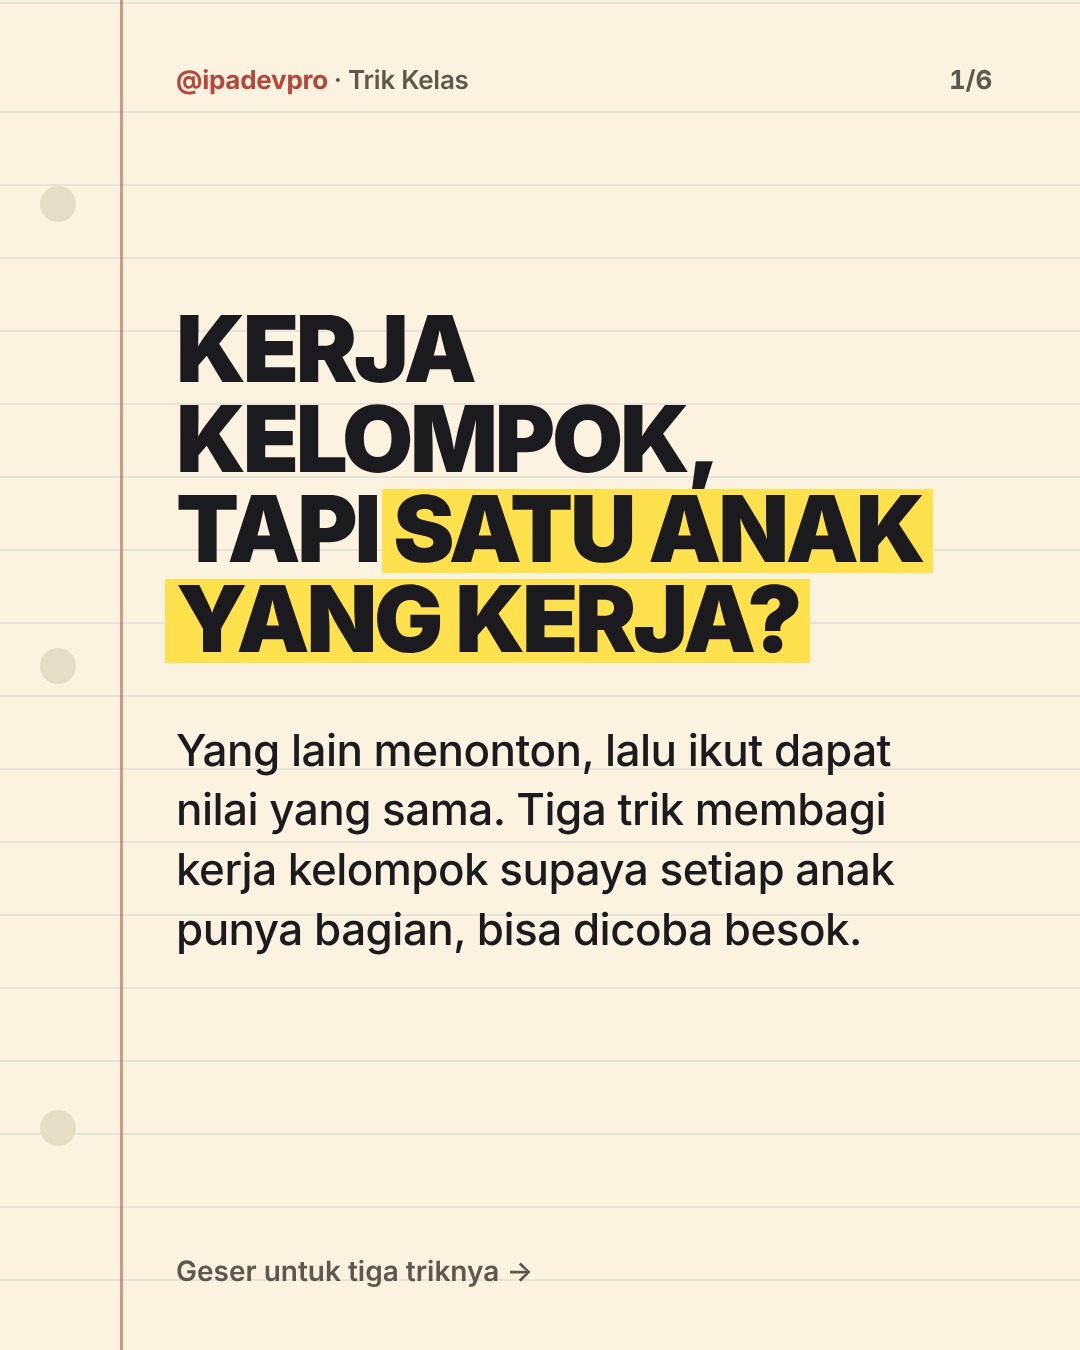 @ipadevpro · Trik Kelas
1/6
KERJA
KELOMPOK,
TAPI SATU ANAK
YANG KERJA?
Yang lain menonton, lalu ikut dapat
nilai yang sama. Tiga trik membagi
kerja kelompok supaya setiap anak
punya bagian, bisa dicoba besok.
Geser untuk tiga triknya →